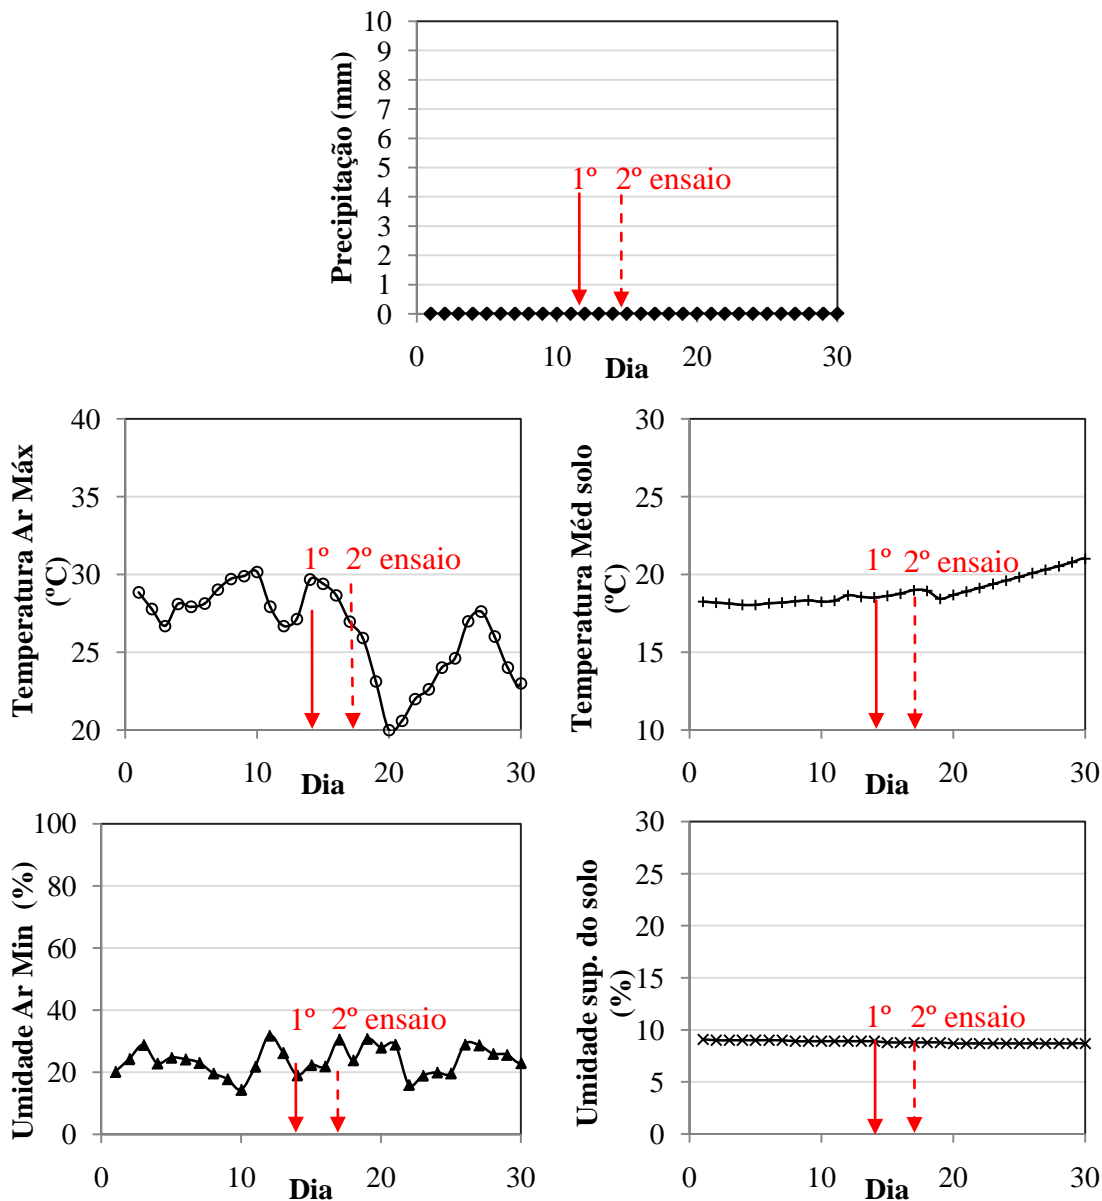 Precipitação (mm)
10
9
8
7
6
5
4
3
2
1
0
1º 2º ensaio
0 10 20 30
Dia
Temperatura Ar Máx
(ºC)
40
35
30
25
20
1º 2º ensaio
0 10 20 30
Dia
Temperatura Méd solo
(ºC)
30
25
20
15
10
1º 2º ensaio
0 10 20 30
Dia
Umidade Ar Min (%)
100
80
60
40
20
0
1º 2º ensaio
0 10 20 30
Dia
Umidade sup. do solo
(%)
30
25
20
15
10
5
0
1º 2º ensaio
0 10 20 30
Dia